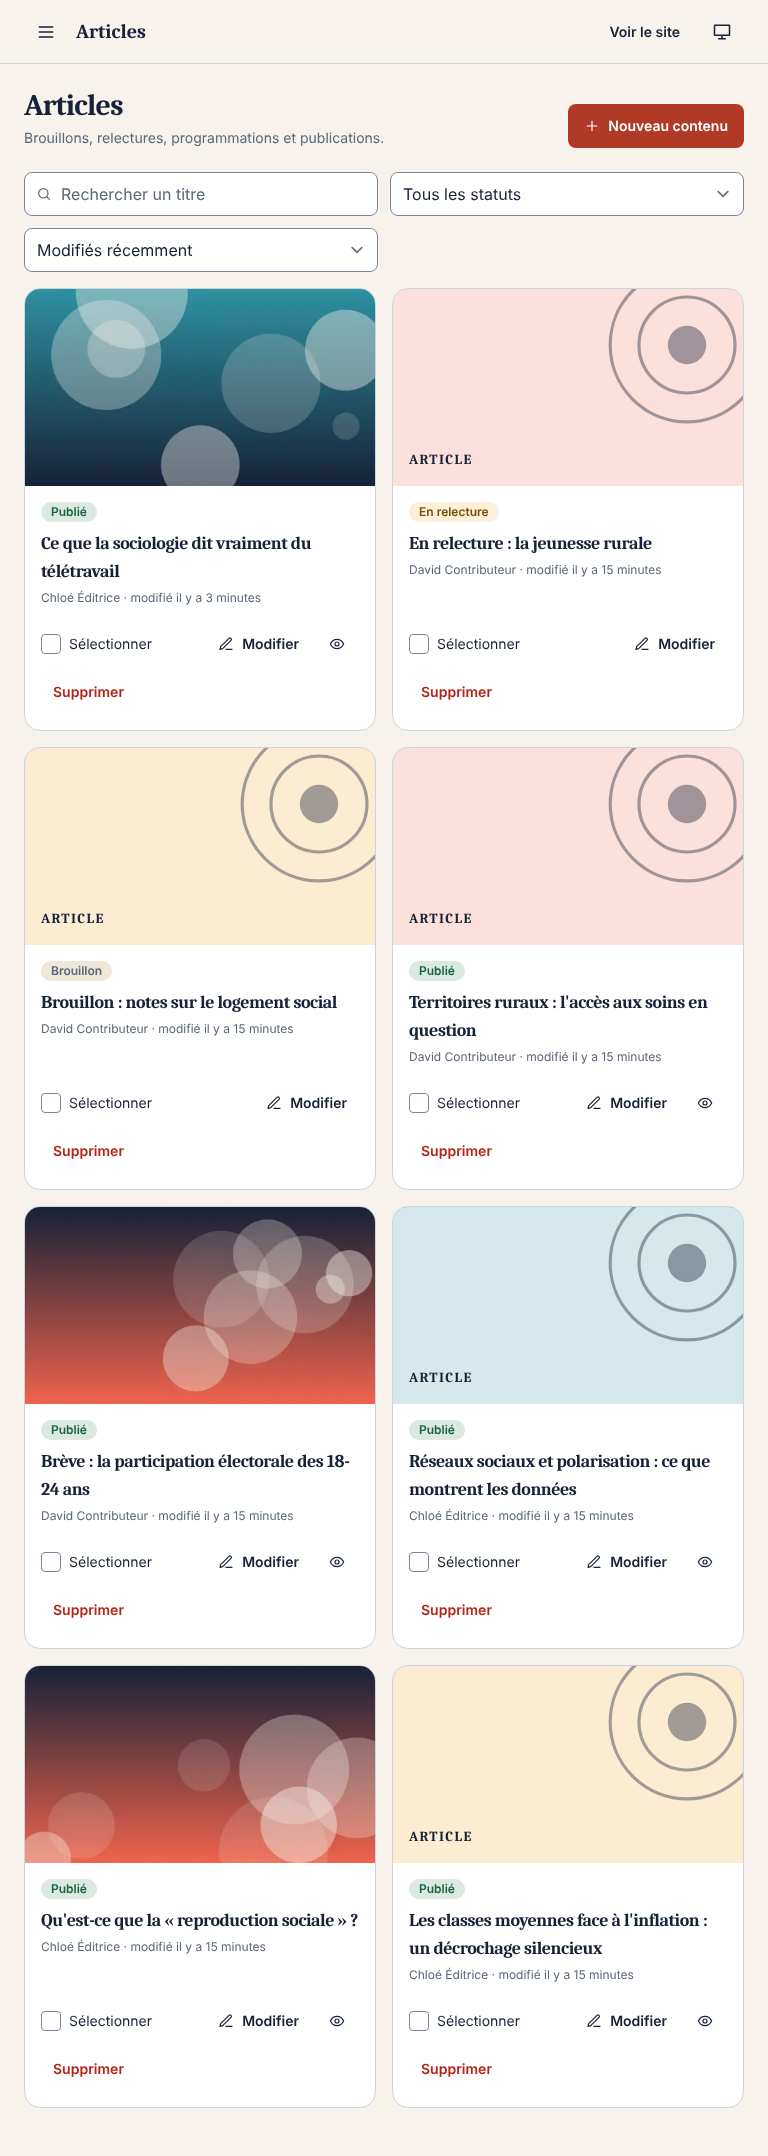 Articles
Voir le site
Articles
Brouillons, relectures, programmations et publications.
Nouveau contenu
Rechercher un titre
Tous les statuts
Modifiés récemment
Publié
Ce que la sociologie dit vraiment du
télétravail
Chloé Éditrice · modifié il y a 3 minutes
Sélectionner
Modifier
Supprimer
ARTICLE
En relecture
En relecture : la jeunesse rurale
David Contributeur · modifié il y a 15 minutes
Sélectionner
Modifier
Supprimer
ARTICLE
Brouillon
Brouillon : notes sur le logement social
David Contributeur · modifié il y a 15 minutes
Sélectionner
Modifier
Supprimer
ARTICLE
Publié
Territoires ruraux : l'accès aux soins en
question
David Contributeur · modifié il y a 15 minutes
Sélectionner
Modifier
Supprimer
Publié
Brève : la participation électorale des 18-
24 ans
David Contributeur · modifié il y a 15 minutes
Sélectionner
Modifier
Supprimer
ARTICLE
Publié
Réseaux sociaux et polarisation : ce que
montrent les données
Chloé Éditrice · modifié il y a 15 minutes
Sélectionner
Modifier
Supprimer
Publié
Qu'est-ce que la « reproduction sociale » ?
Chloé Éditrice · modifié il y a 15 minutes
Sélectionner
Modifier
Supprimer
ARTICLE
Publié
Les classes moyennes face à l'inflation :
un décrochage silencieux
Chloé Éditrice · modifié il y a 15 minutes
Sélectionner
Modifier
Supprimer